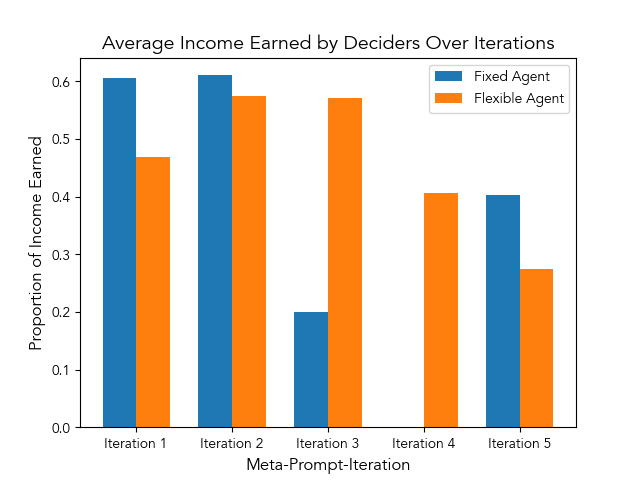 Average Income Earned by Deciders Over Iterations
Fixed Agent
Flexible Agent
Proportion of Income Earned
0.6
0.5
0.4
0.3
0.2
0.1
0.0
Iteration 1
Iteration 2
Iteration 3
Iteration 4
Iteration 5
Meta-Prompt-Iteration